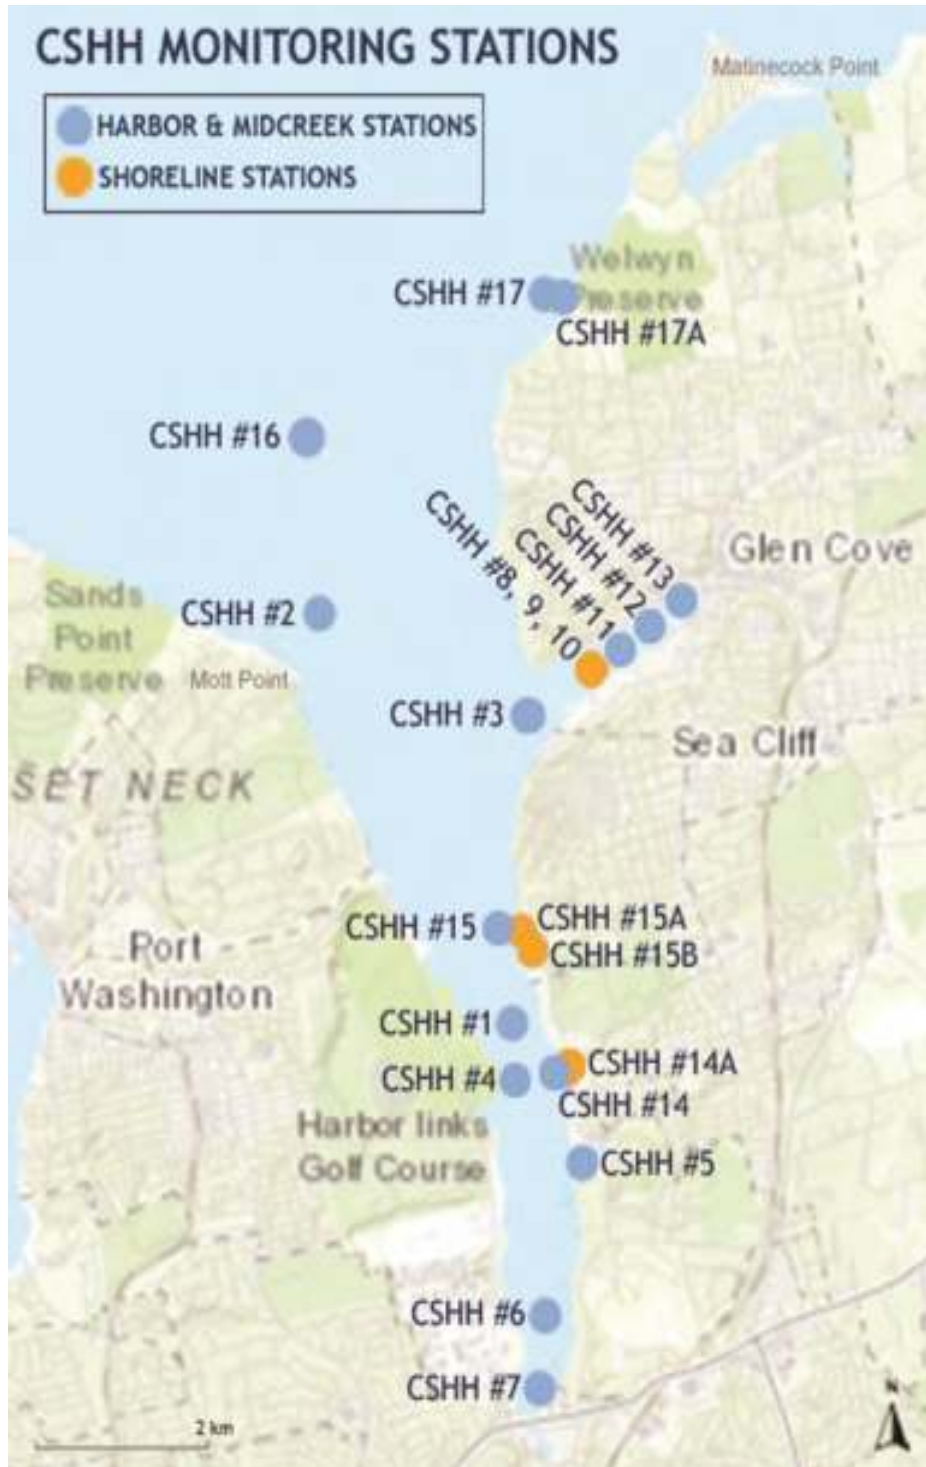 CSHH MONITORING STATIONS
HARBOR & MIDCREEK STATIONS
SHORELINE STATIONS
Matinecock Point
Welwyn
Preserve
CSHH #17
CSHH #17A
CSHH #16
CSHH #13
CSHH #12
CSHH #11
CSHH #8, 9, 10
Glen Cove
Sands
Point
Preserve
CSHH #2
Mott Point
CSHH #3
Sea Cliff
SET NECK
CSHH #15
CSHH #15A
CSHH #15B
Port
Washington
CSHH #1
CSHH #4
CSHH #14A
CSHH #14
Harbor links
Golf Course
CSHH #5
CSHH #6
CSHH #7
2 km
N